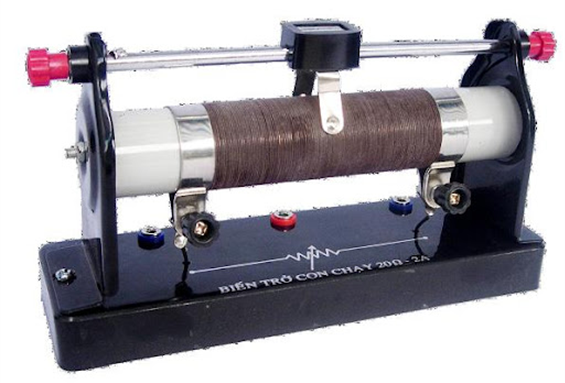 BIẾN TRỞ CON CHẠY 20Ω - 2A